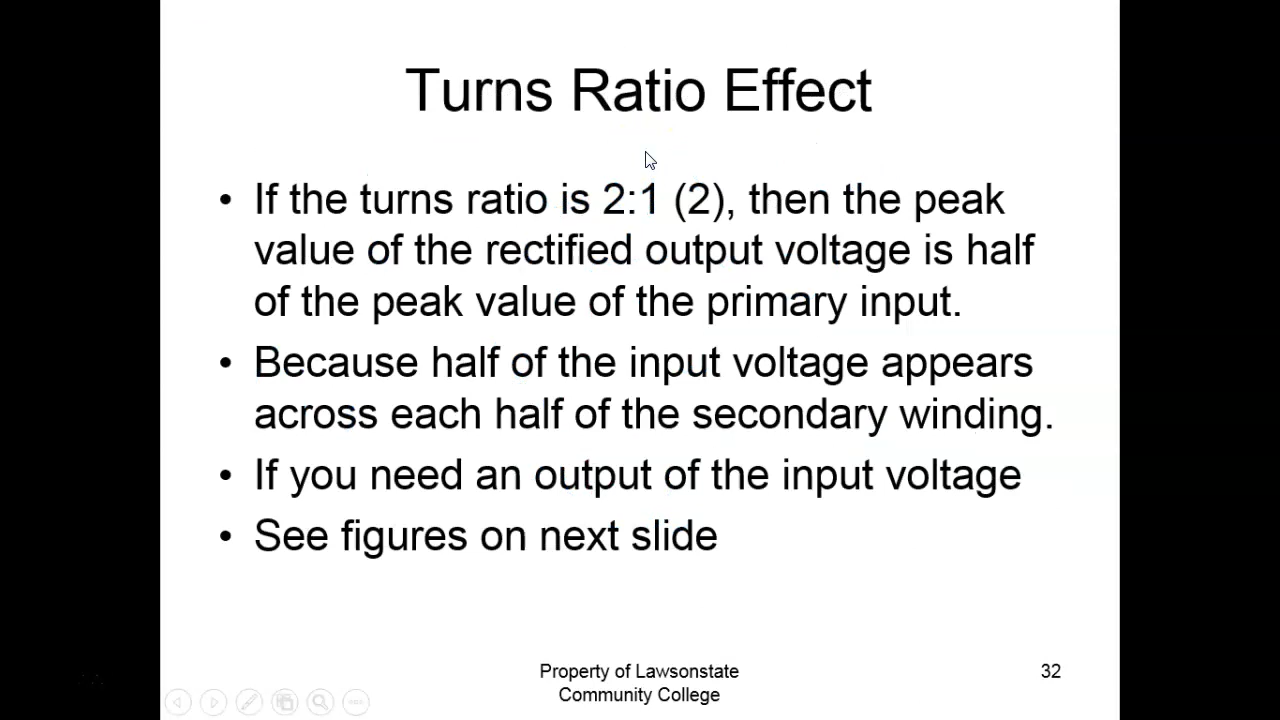 Turns Ratio Effect
• If the turns ratio is 2:1 (2), then the peak
value of the rectified output voltage is half
of the peak value of the primary input.
• Because half of the input voltage appears
across each half of the secondary winding.
• If you need an output of the input voltage
• See figures on next slide
Property of Lawsonstate
Community College
32